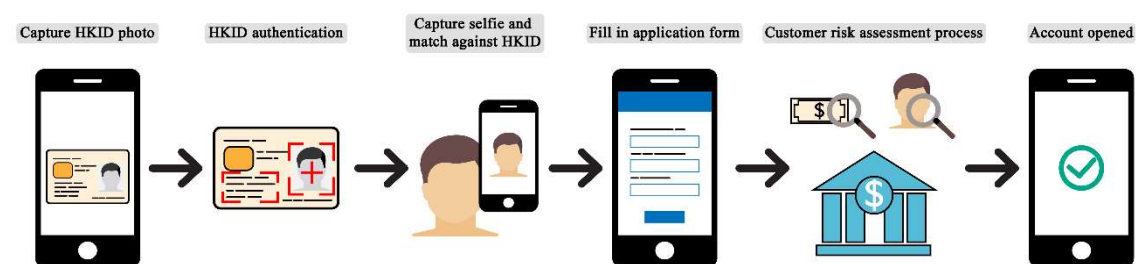 Capture HKID photo
HKID authentication
Capture selfie and
match against HKID
Fill in application form
Customer risk assessment process
Account opened
$
$